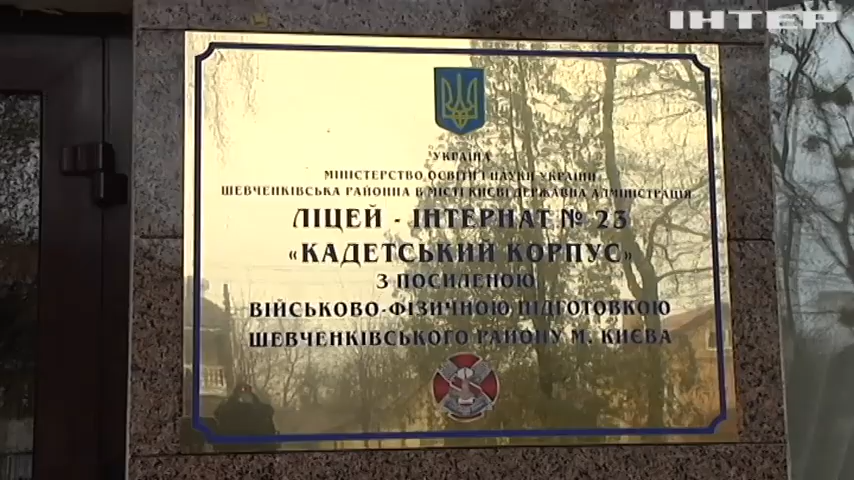 ІНТЕР
УКРАЇНА
МІНІСТЕРСТВО ОСВІТИ І НАУКИ УКРАЇНИ
ШЕВЧЕНКІВСЬКА РАЙОННА В МІСТІ КИЄВІ ДЕРЖАВНА АДМІНІСТРАЦІЯ
ЛІЦЕЙ - ІНТЕРНАТ № 23
«КАДЕТСЬКИЙ КОРПУС»
З ПОСИЛЕНОЮ
ВІЙСЬКОВО-ФІЗИЧНОЮ ПІДГОТОВКОЮ
ШЕВЧЕНКІВСЬКОГО РАЙОНУ М. КИЄВА